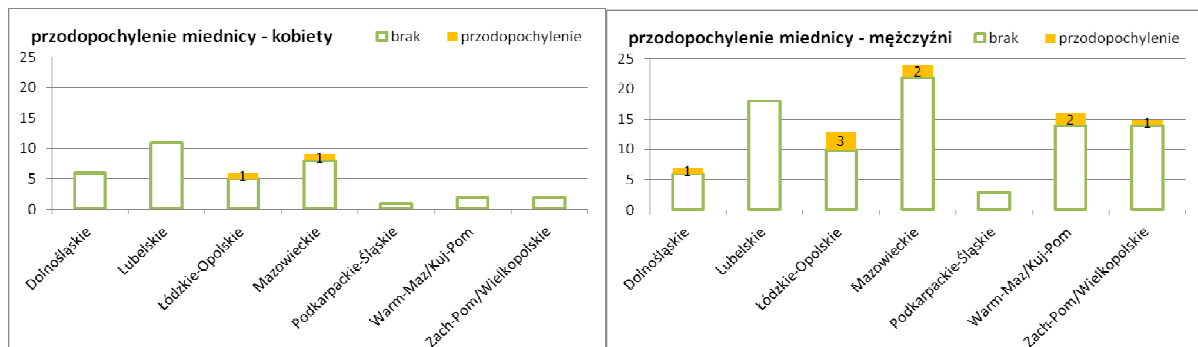 przodopochylenie miednicy - kobiety
brak
przodopochylenie
25
20
15
10
5
0
1
1
Dolnośląskie
Lubelskie
Łódzkie-Opolskie
Mazowieckie
Podkarpackie-Śląskie
Warm-Maz/Kuj-Pom
Zach-Pom/Wielkopolskie
przodopochylenie miednicy - mężczyźni
brak
przodopochylenie
25
20
15
10
5
0
1
3
2
2
1
Dolnośląskie
Lubelskie
Łódzkie-Opolskie
Mazowieckie
Podkarpackie-Śląskie
Warm-Maz/Kuj-Pom
Zach-Pom/Wielkopolskie